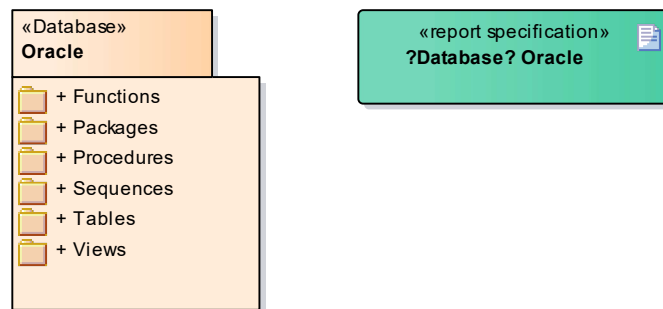 «Database»
Oracle
+ Functions
+ Packages
+ Procedures
+ Sequences
+ Tables
+ Views
«report specification»
?Database? Oracle